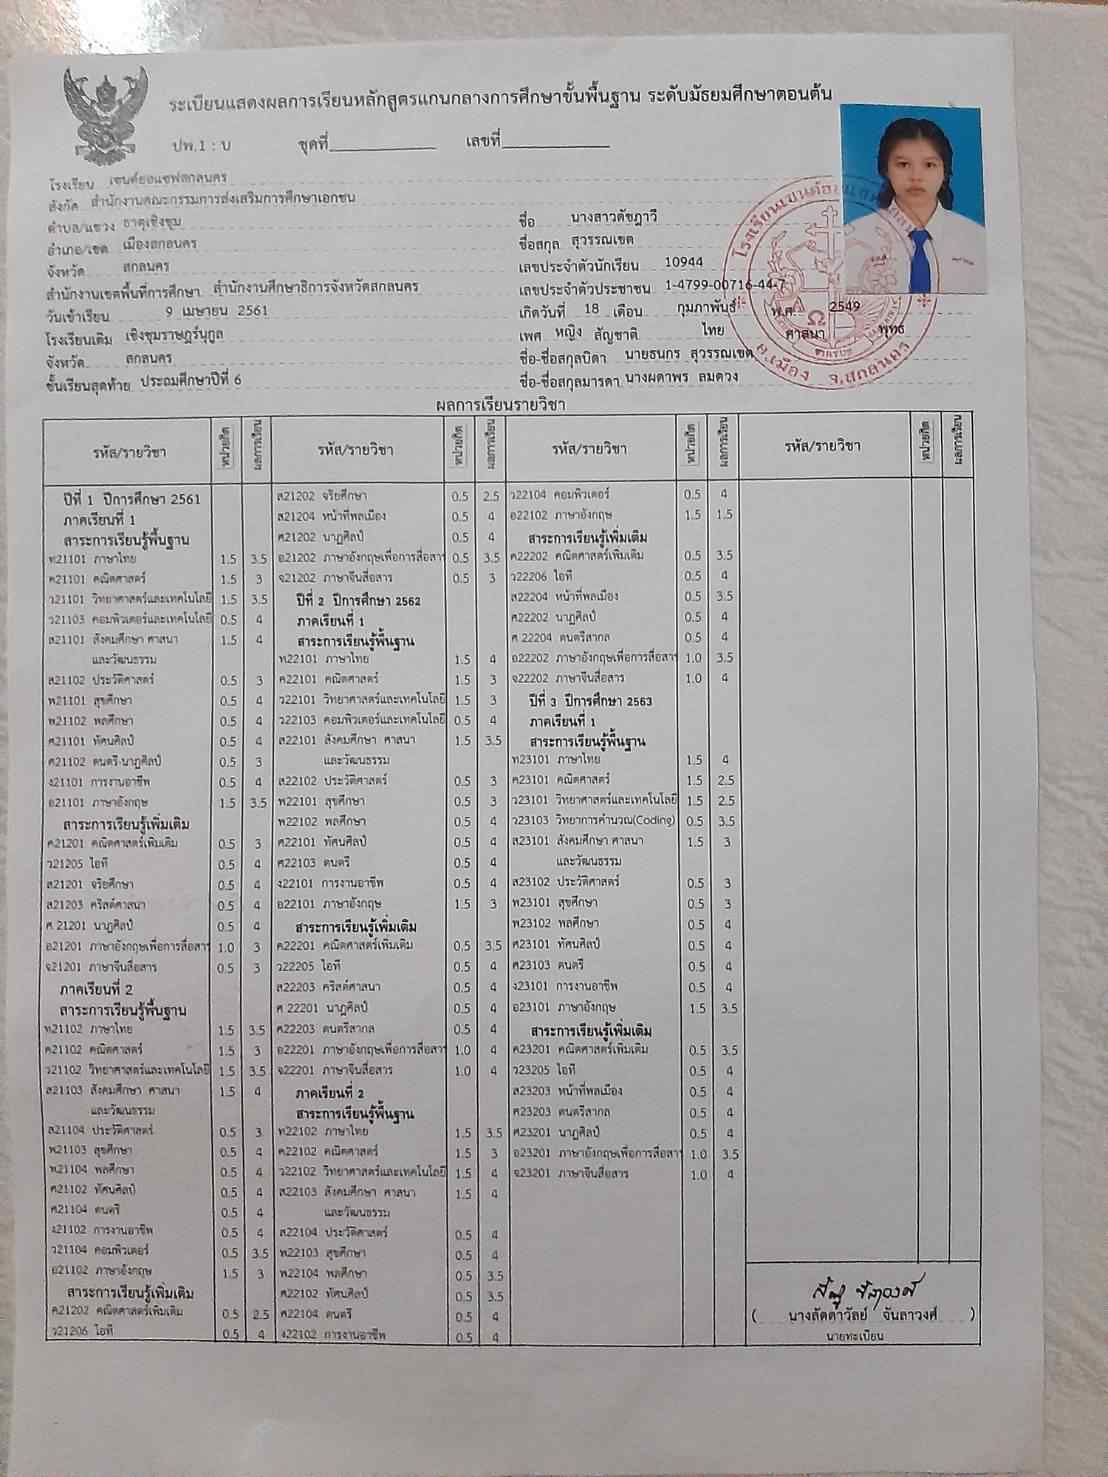 ระเบียนแสดงผลการเรียนหลักสูตรแกนกลางการศึกษาขั้นพื้นฐาน ระดับมัธยมศึกษาตอนต้น
ปพ.1 : บ ชุดที่ เลขที่
โรงเรียน เซนต์ยอแซฟสกลนคร
สังกัด สำนักงานคณะกรรมการส่งเสริมการศึกษาเอกชน
ตำบล/แขวง ธาตุเชิงชุม
อำเภอ/เขต เมืองสกลนคร
จังหวัด สกลนคร
สำนักงานเขตพื้นที่การศึกษา สำนักงานศึกษาธิการจังหวัดสกลนคร
วันเข้าเรียน 9 เมษายน 2561
โรงเรียนเดิม เชิงชุมราษฎร์นุกูล
จังหวัด สกลนคร
ชั้นเรียนสุดท้าย ประถมศึกษาปีที่ 6
ชื่อ นางสาวดัชฎาวี
ชื่อสกุล สุวรรณเขต
เลขประจำตัวนักเรียน 10944
เลขประจำตัวประชาชน 1-4799-00716-44-7
เกิดวันที่ 18 เดือน กุมภาพันธ์ พ.ศ. 2549
เพศ หญิง สัญชาติ ไทย ศาสนา พุทธ
ชื่อ-ชื่อสกุลบิดา นายธนกร สุวรรณเขต
ชื่อ-ชื่อสกุลมารดา นางผดาพร ลมดวง
อ.เมือง จ.สกลนคร
ผลการเรียนรายวิชา
รหัส/รายวิชา หน่วยกิต ผลการเรียน
ปีที่ 1 ปีการศึกษา 2561
ภาคเรียนที่ 1
สาระการเรียนรู้พื้นฐาน
ท21101 ภาษาไทย 1.5 3.5
ค21101 คณิตศาสตร์ 1.5 3
ว21101 วิทยาศาสตร์และเทคโนโลยี 1.5 3.5
ว21103 คอมพิวเตอร์และเทคโนโลยี 0.5 4
ส21101 สังคมศึกษา ศาสนา 1.5 4
และวัฒนธรรม
ส21102 ประวัติศาสตร์ 0.5 3
พ21101 สุขศึกษา 0.5 4
พ21102 พลศึกษา 0.5 4
ศ21101 ทัศนศิลป์ 0.5 4
ศ21102 ดนตรี-นาฏศิลป์ 0.5 3
ง21101 การงานอาชีพ 0.5 4
อ21101 ภาษาอังกฤษ 1.5 3.5
สาระการเรียนรู้เพิ่มเติม
ค21201 คณิตศาสตร์เพิ่มเติม 0.5 3
ว21205 ไอที 0.5 4
ส21201 จริยศึกษา 0.5 4
ส21203 คริสต์ศาสนา 0.5 4
ศ 21201 นาฏศิลป์ 0.5 4
อ21201 ภาษาอังกฤษเพื่อการสื่อสาร 1.0 3
จ21201 ภาษาจีนสื่อสาร 0.5 3
ภาคเรียนที่ 2
สาระการเรียนรู้พื้นฐาน
ท21102 ภาษาไทย 1.5 3.5
ค21102 คณิตศาสตร์ 1.5 3
ว21102 วิทยาศาสตร์และเทคโนโลยี 1.5 3.5
ส21103 สังคมศึกษา ศาสนา 1.5 4
และวัฒนธรรม
ส21104 ประวัติศาสตร์ 0.5 3
พ21103 สุขศึกษา 0.5 4
พ21104 พลศึกษา 0.5 4
ศ21102 ทัศนศิลป์ 0.5 4
ศ21104 ดนตรี 0.5 4
ง21102 การงานอาชีพ 0.5 4
ว21104 คอมพิวเตอร์ 0.5 3.5
อ21102 ภาษาอังกฤษ 1.5 3
สาระการเรียนรู้เพิ่มเติม
ค21202 คณิตศาสตร์เพิ่มเติม 0.5 2.5
ว21206 ไอที 0.5 4
รหัส/รายวิชา หน่วยกิต ผลการเรียน
ส21202 จริยศึกษา 0.5 2.5
ส21204 หน้าที่พลเมือง 0.5 4
ศ21202 นาฏศิลป์ 0.5 4
อ21202 ภาษาอังกฤษเพื่อการสื่อสาร 0.5 3.5
จ21202 ภาษาจีนสื่อสาร 0.5 3
ปีที่ 2 ปีการศึกษา 2562
ภาคเรียนที่ 1
สาระการเรียนรู้พื้นฐาน
ท22101 ภาษาไทย 1.5 4
ค22101 คณิตศาสตร์ 1.5 3
ว22101 วิทยาศาสตร์และเทคโนโลยี 1.5 3
ว22103 คอมพิวเตอร์และเทคโนโลยี 0.5 4
ส22101 สังคมศึกษา ศาสนา 1.5 3.5
และวัฒนธรรม
ส22102 ประวัติศาสตร์ 0.5 3
พ22101 สุขศึกษา 0.5 3
พ22102 พลศึกษา 0.5 4
ศ22101 ทัศนศิลป์ 0.5 4
ศ22103 ดนตรี 0.5 4
ง22101 การงานอาชีพ 0.5 4
อ22101 ภาษาอังกฤษ 1.5 3
สาระการเรียนรู้เพิ่มเติม
ค22201 คณิตศาสตร์เพิ่มเติม 0.5 3.5
ว22205 ไอที 0.5 4
ส22203 คริสต์ศาสนา 0.5 4
ศ 22201 นาฏศิลป์ 0.5 4
ศ22203 ดนตรีสากล 0.5 4
อ22201 ภาษาอังกฤษเพื่อการสื่อสาร 1.0 4
จ22201 ภาษาจีนสื่อสาร 1.0 4
ภาคเรียนที่ 2
สาระการเรียนรู้พื้นฐาน
ท22102 ภาษาไทย 1.5 3.5
ค22102 คณิตศาสตร์ 1.5 3
ว22102 วิทยาศาสตร์และเทคโนโลยี 1.5 4
ส22103 สังคมศึกษา ศาสนา 1.5 4
และวัฒนธรรม
ส22104 ประวัติศาสตร์ 0.5 4
พ22103 สุขศึกษา 0.5 4
พ22104 พลศึกษา 0.5 3.5
ศ22102 ทัศนศิลป์ 0.5 3.5
ศ22104 ดนตรี 0.5 4
ง22102 การงานอาชีพ 0.5 4
รหัส/รายวิชา หน่วยกิต ผลการเรียน
ว22104 คอมพิวเตอร์ 0.5 4
อ22102 ภาษาอังกฤษ 1.5 1.5
สาระการเรียนรู้เพิ่มเติม
ค22202 คณิตศาสตร์เพิ่มเติม 0.5 3.5
ว22206 ไอที 0.5 4
ส22204 หน้าที่พลเมือง 0.5 3.5
ศ22202 นาฏศิลป์ 0.5 4
ศ 22204 ดนตรีสากล 0.5 4
อ22202 ภาษาอังกฤษเพื่อการสื่อสาร 1.0 3.5
จ22202 ภาษาจีนสื่อสาร 1.0 4
ปีที่ 3 ปีการศึกษา 2563
ภาคเรียนที่ 1
สาระการเรียนรู้พื้นฐาน
ท23101 ภาษาไทย 1.5 4
ค23101 คณิตศาสตร์ 1.5 2.5
ว23101 วิทยาศาสตร์และเทคโนโลยี 1.5 2.5
ว23103 วิทยาการคำนวณ(Coding) 0.5 3.5
ส23101 สังคมศึกษา ศาสนา 1.5 3
และวัฒนธรรม
ส23102 ประวัติศาสตร์ 0.5 3
พ23101 สุขศึกษา 0.5 3
พ23102 พลศึกษา 0.5 4
ศ23101 ทัศนศิลป์ 0.5 4
ศ23103 ดนตรี 0.5 4
ง23101 การงานอาชีพ 0.5 4
อ23101 ภาษาอังกฤษ 1.5 3.5
สาระการเรียนรู้เพิ่มเติม
ค23201 คณิตศาสตร์เพิ่มเติม 0.5 3.5
ว23205 ไอที 0.5 4
ส23203 หน้าที่พลเมือง 0.5 4
ศ23203 ดนตรีสากล 0.5 4
ศ23201 นาฏศิลป์ 0.5 4
อ23201 ภาษาอังกฤษเพื่อการสื่อสาร 1.0 3.5
จ23201 ภาษาจีนสื่อสาร 1.0 4
รหัส/รายวิชา หน่วยกิต ผลการเรียน
( นางลัดดาวัลย์ จันลาวงศ์ )
นายทะเบียน